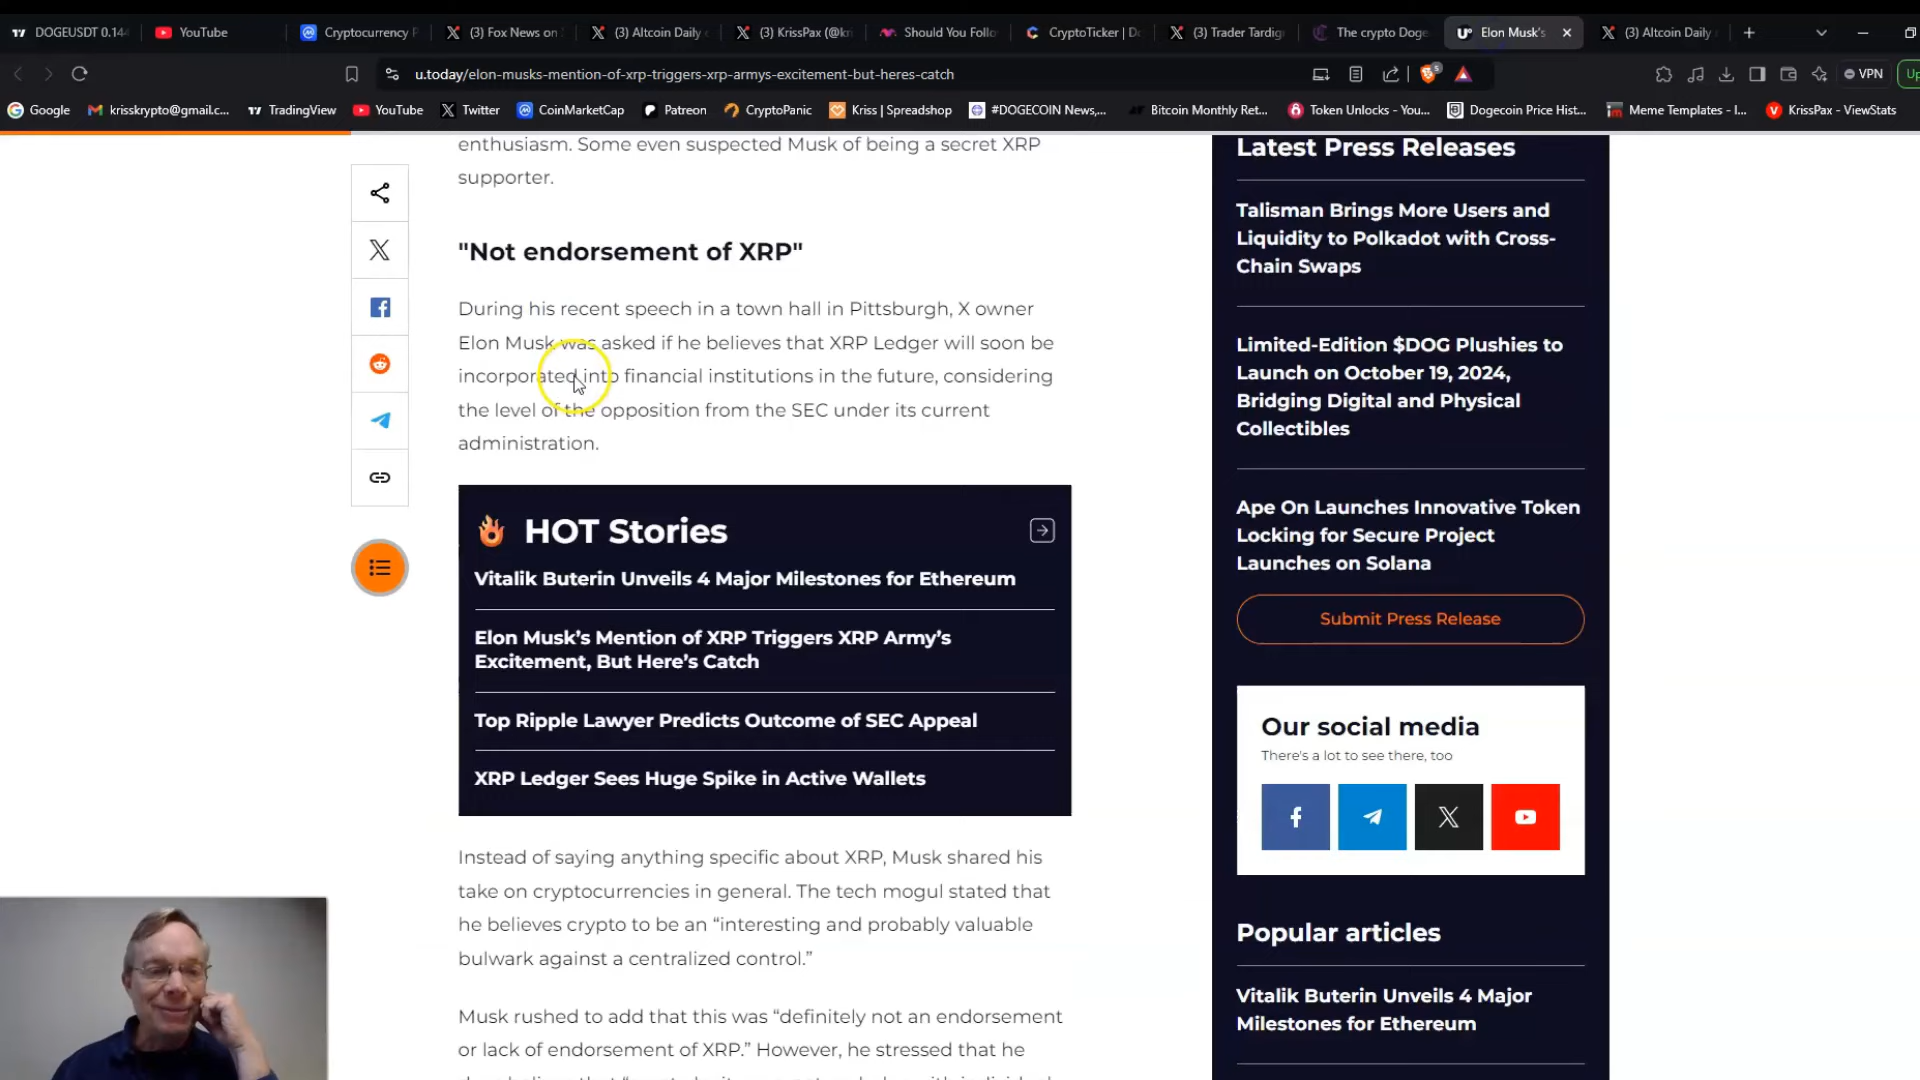 DOGEUSDT 0.144
YouTube
Cryptocurrency P
(3) Fox News on
(3) Altcoin Daily
(3) KrissPax (@kri
Should You Follo
CryptoTicker | Do
(3) Trader Tardig
The crypto Doge
Elon Musk's
(3) Altcoin Daily
u.today/elon-musks-mention-of-xrp-triggers-xrp-armys-excitement-but-heres-catch
5
VPN
Up
Google
krisskrypto@gmail.c...
TradingView
YouTube
Twitter
CoinMarketCap
Patreon
CryptoPanic
Kriss | Spreadshop
#DOGECOIN News,...
Bitcoin Monthly Ret...
Token Unlocks - You...
Dogecoin Price Hist...
Meme Templates - I...
KrissPax - ViewStats
enthusiasm. Some even suspected Musk of being a secret XRP
supporter.
"Not endorsement of XRP"
During his recent speech in a town hall in Pittsburgh, X owner
Elon Musk was asked if he believes that XRP Ledger will soon be
incorporated into financial institutions in the future, considering
the level of the opposition from the SEC under its current
administration.
HOT Stories
Vitalik Buterin Unveils 4 Major Milestones for Ethereum
Elon Musk's Mention of XRP Triggers XRP Army's
Excitement, But Here's Catch
Top Ripple Lawyer Predicts Outcome of SEC Appeal
XRP Ledger Sees Huge Spike in Active Wallets
Instead of saying anything specific about XRP, Musk shared his
take on cryptocurrencies in general. The tech mogul stated that
he believes crypto to be an “interesting and probably valuable
bulwark against a centralized control.”
Musk rushed to add that this was “definitely not an endorsement
or lack of endorsement of XRP.” However, he stressed that he
Latest Press Releases
Talisman Brings More Users and
Liquidity to Polkadot with Cross-
Chain Swaps
Limited-Edition $DOG Plushies to
Launch on October 19, 2024,
Bridging Digital and Physical
Collectibles
Ape On Launches Innovative Token
Locking for Secure Project
Launches on Solana
Submit Press Release
Our social media
There's a lot to see there, too
Popular articles
Vitalik Buterin Unveils 4 Major
Milestones for Ethereum